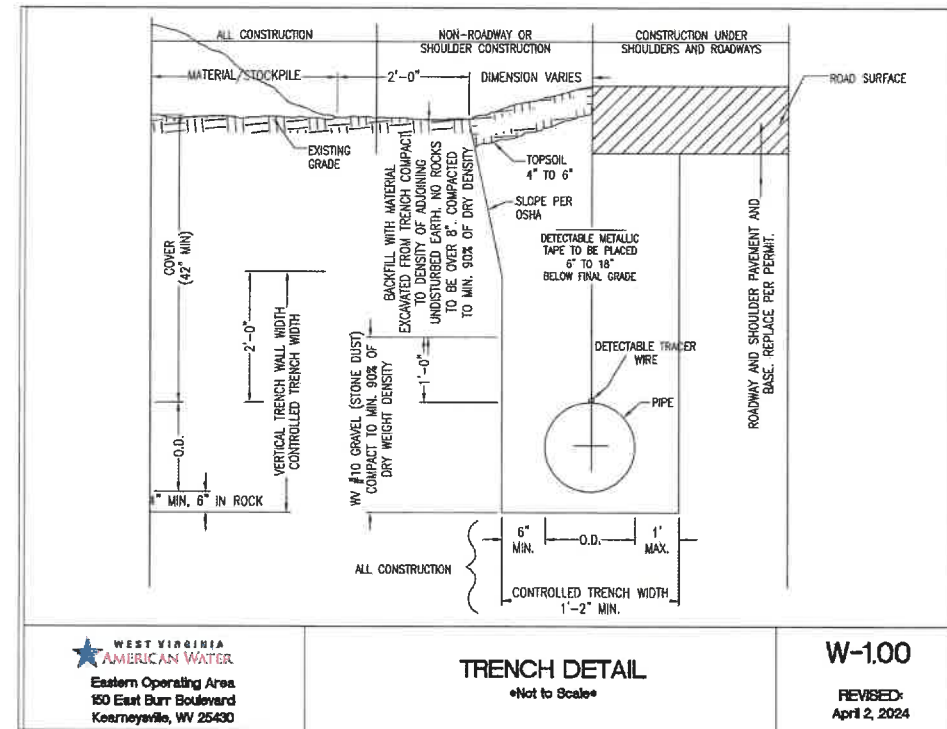 ALL CONSTRUCTION
NON-ROADWAY OR
SHOULDER CONSTRUCTION
CONSTRUCTION UNDER
SHOULDERS AND ROADWAYS
MATERIAL/STOCKPILE
2'-0"
DIMENSION VARIES
ROAD SURFACE
EXISTING
GRADE
TOPSOIL
4" TO 6"
SLOPE PER
OSHA
COVER
(42" MIN)
BACKFILL WITH MATERIAL
EXCAVATED FROM TRENCH COMPACT
TO DENSITY OF ADJOINING
UNDISTURBED EARTH. NO ROCKS
TO BE OVER 8". COMPACTED
TO MIN. 90% OF DRY DENSITY
DETECTABLE METALLIC
TAPE TO BE PLACED
6" TO 18"
BELOW FINAL GRADE
ROADWAY AND SHOULDER PAVEMENT AND
BASE. REPLACE PER PERMIT.
2'-0"
VERTICAL TRENCH WALL WIDTH
CONTROLLED TRENCH WIDTH
1'-0"
WV #10 GRAVEL (STONE DUST)
COMPACT TO MIN. 90% OF
DRY WEIGHT DENSITY
DETECTABLE TRACER
WIRE
PIPE
O.D.
" MIN, 6" IN ROCK
6"
MIN.
O.D.
1'
MAX.
ALL CONSTRUCTION
CONTROLLED TRENCH WIDTH
1'-2" MIN.
WEST VIRGINIA
AMERICAN WATER
Eastern Operating Area
150 East Burr Boulevard
Kearneysville, WV 25430
TRENCH DETAIL
*Not to Scale*
W-1.00
REVISED:
April 2, 2024